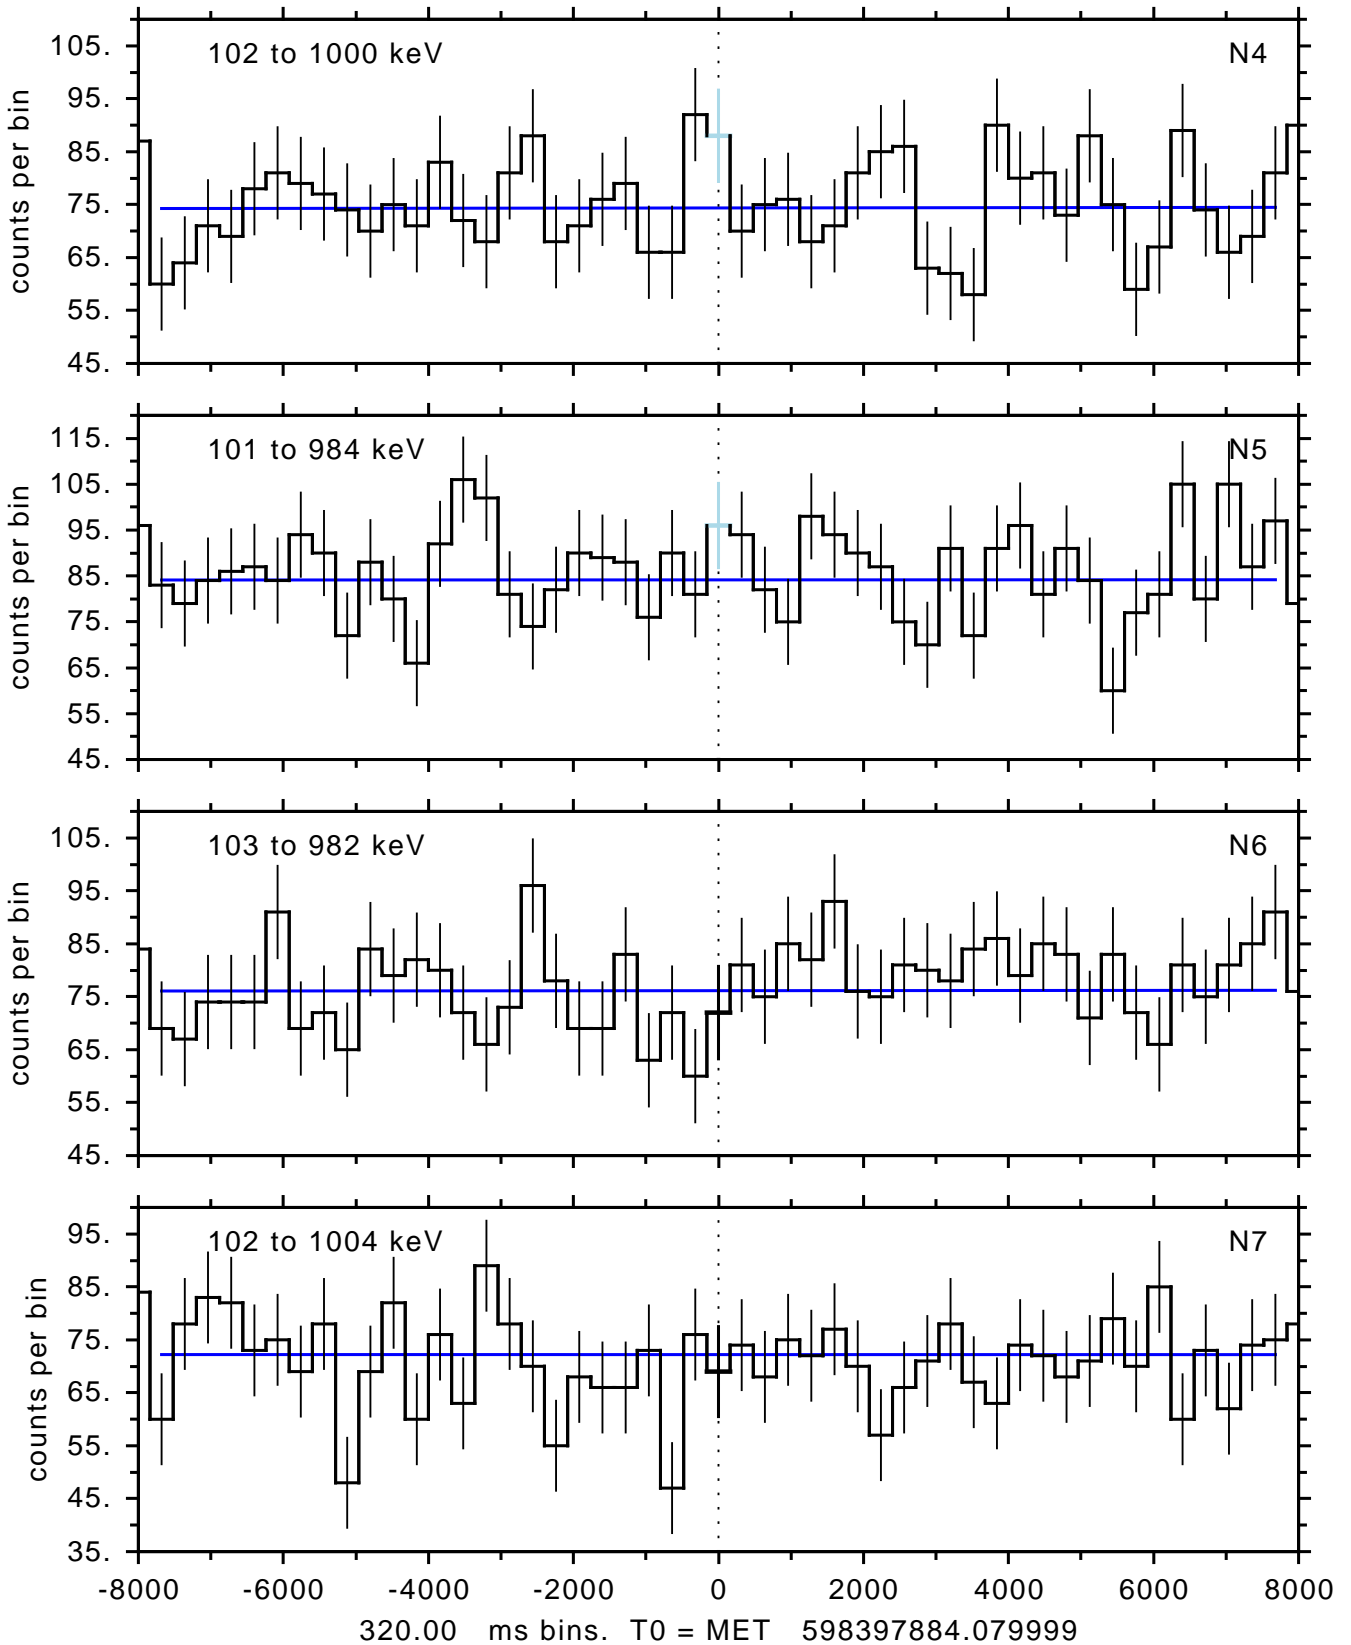 102 to 1000 keV N4
105.
95.
85.
75.
65.
55.
45.
counts per bin
101 to 984 keV N5
115.
105.
95.
85.
75.
65.
55.
45.
counts per bin
103 to 982 keV N6
105.
95.
85.
75.
65.
55.
45.
counts per bin
102 to 1004 keV N7
95.
85.
75.
65.
55.
45.
35.
counts per bin
-8000 -6000 -4000 -2000 0 2000 4000 6000 8000
320.00 ms bins. T0 = MET 598397884.079999